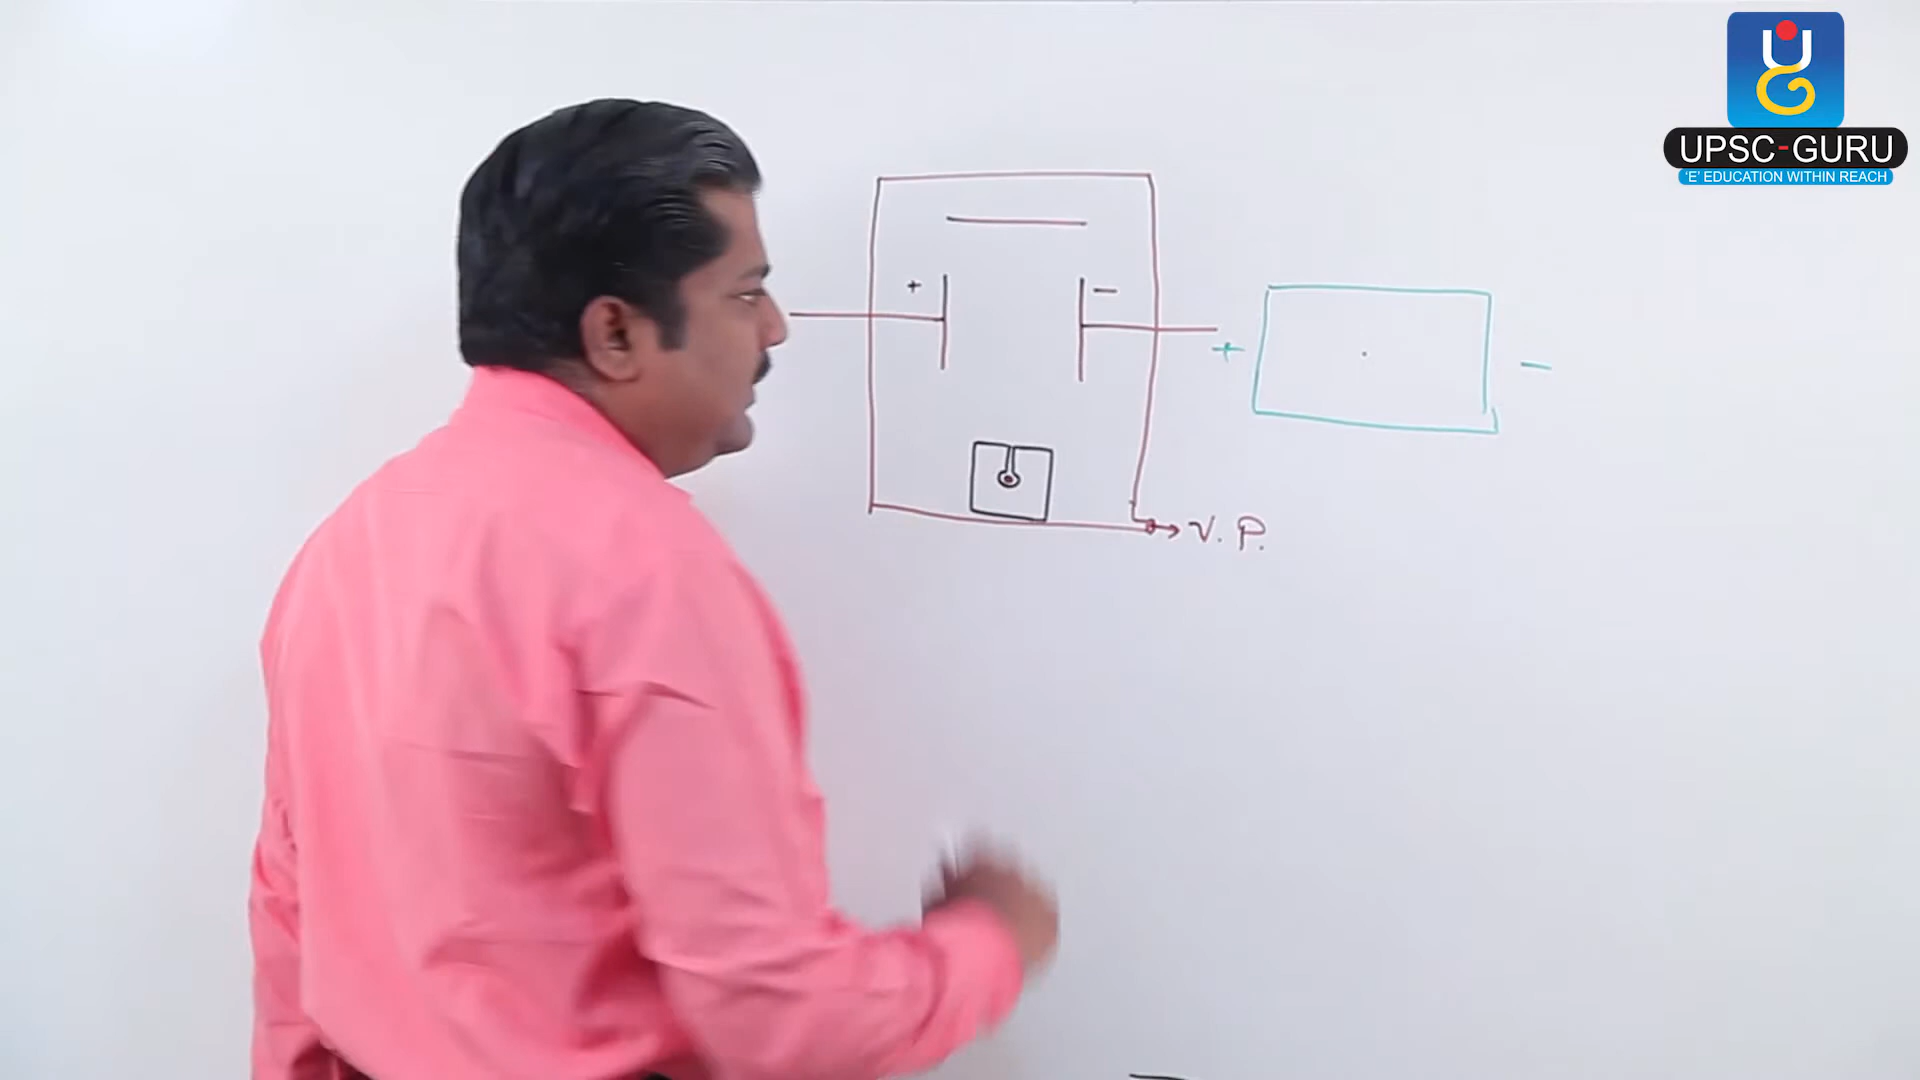 UPSC-GURU
'E' EDUCATION WITHIN REACH
+ -
+ -
V. P.